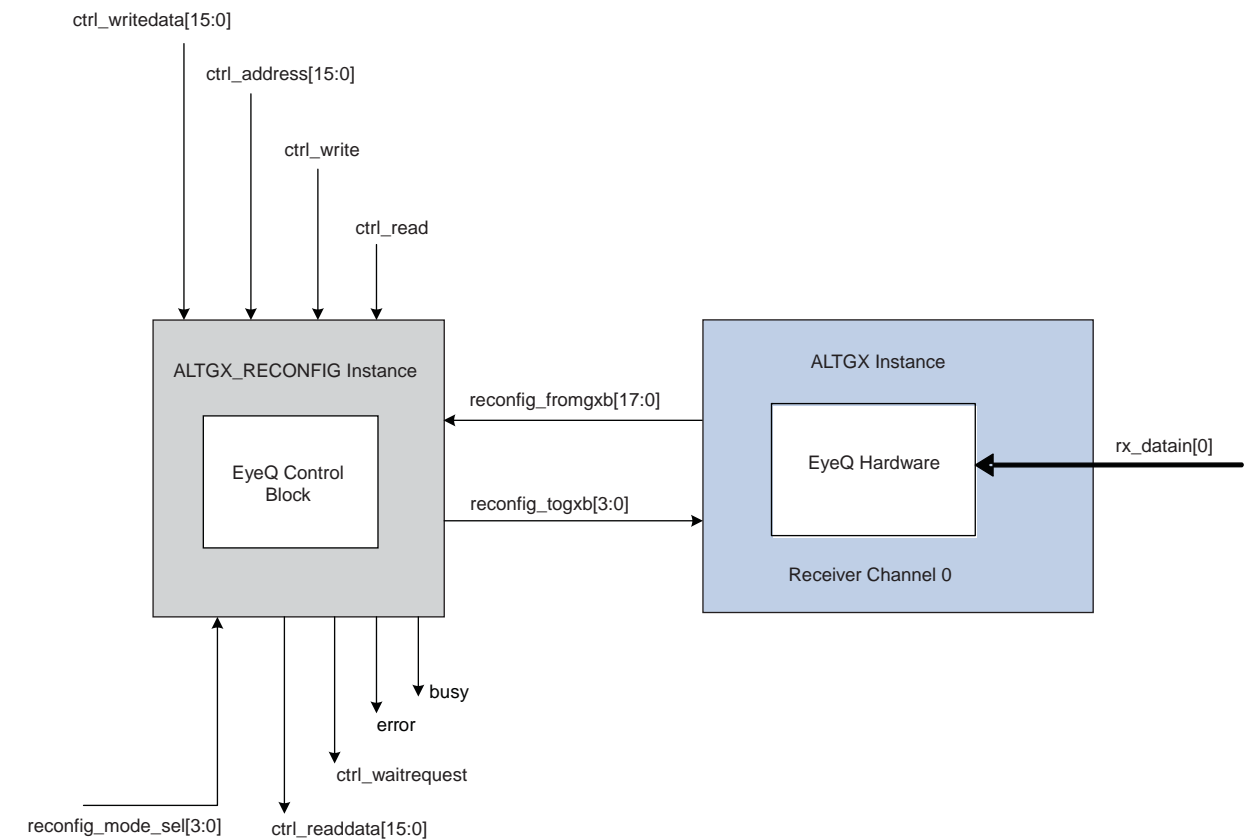 ctrl_writedata[15:0]
ctrl_address[15:0]
ctrl_write
ctrl_read
ALTGX_RECONFIG Instance
EyeQ Control
Block
reconfig_fromgxb[17:0]
reconfig_togxb[3:0]
ALTGX Instance
EyeQ Hardware
Receiver Channel 0
rx_datain[0]
busy
error
ctrl_waitrequest
reconfig_mode_sel[3:0]
ctrl_readdata[15:0]